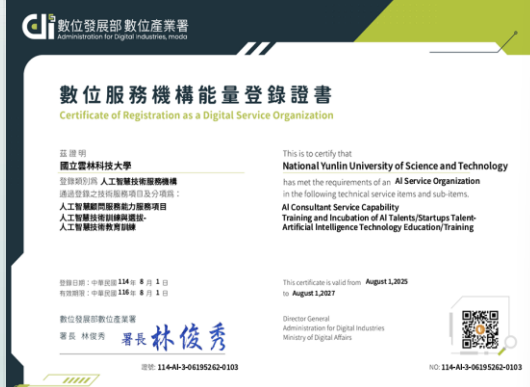 di 數位發展部 數位產業署
Administration for Digital Industries, moda
數位服務機構能量登錄證書
Certificate of Registration as a Digital Service Organization
茲證明
國立雲林科技大學
登錄類別為 人工智慧技術服務機構
通過登錄之技術服務項目及分項為：
人工智慧顧問服務能力服務項目
人工智慧技術訓練與選拔-
人工智慧技術教育訓練
登錄日期：中華民國 114 年 8 月 1 日
有效期限：中華民國 116 年 8 月 1 日
數位發展部數位產業署
署長 林俊秀
署長 林俊秀
證號: 114-AI-3-06195262-0103
This is to certify that
National Yunlin University of Science and Technology
has met the requirements of an AI Service Organization
in the following technical service items and sub-items.
AI Consultant Service Capability
Training and Incubation of AI Talents/Startups Talent-
Artificial Intelligence Technology Education/Training
This certificate is valid from August 1,2025
to August 1,2027
Director General
Administration for Digital Industries
Ministry of Digital Affairs
NO: 114-AI-3-06195262-0103